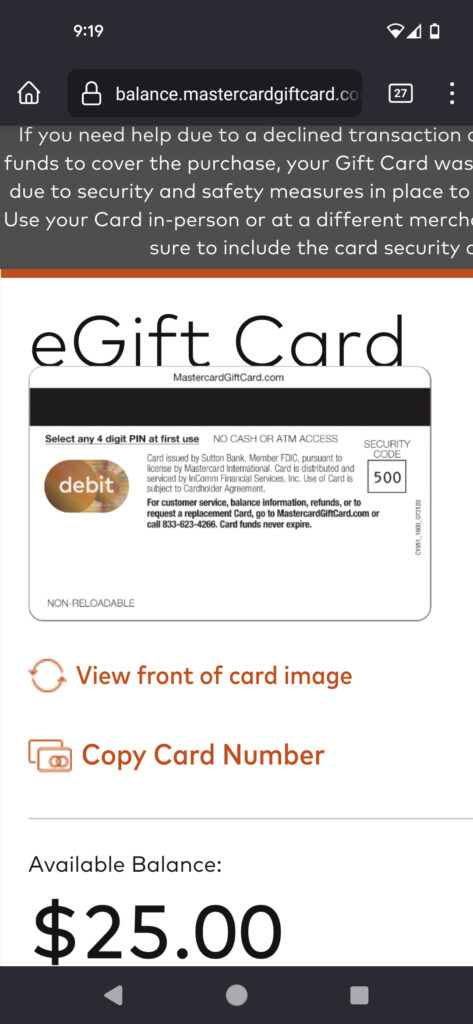 9:19
balance.mastercardgiftcard.co
27
If you need help due to a declined transaction
funds to cover the purchase, your Gift Card was
due to security and safety measures in place to
Use your Card in-person or at a different merch
sure to include the card security
eGift Card
MastercardGiftCard.com
Select any 4 digit PIN at first use NO CASH OR ATM ACCESS
SECURITY
CODE
500
debit
Card issued by Sutton Bank, Member FDIC, pursuant to
license by Mastercard International. Card is distributed and
serviced by InComm Financial Services, Inc. Use of Card is
subject to Cardholder Agreement.
For customer service, balance information, refunds, or to
request a replacement Card, go to MastercardGiftCard.com or
call 833-623-4266. Card funds never expire.
NON-RELOADABLE
View front of card image
Copy Card Number
Available Balance:
$25.00